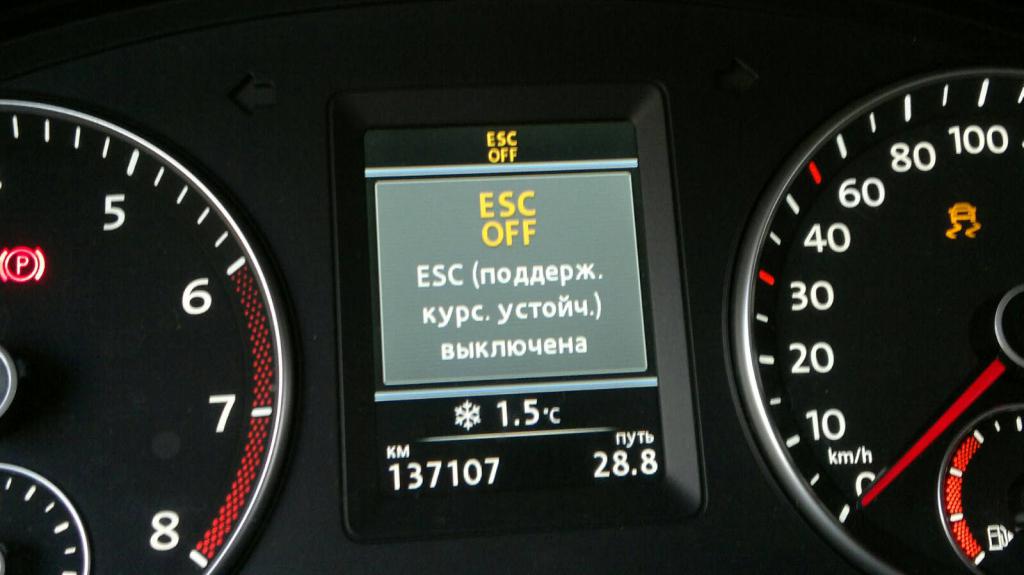 ESC
OFF
ESC
OFF
ESC (поддерж.
курс. устойч.)
выключена
1.5°C
км
137107
путь
28.8
5
6
7
8
P
100
80
60
40
30
20
10
km/h
0